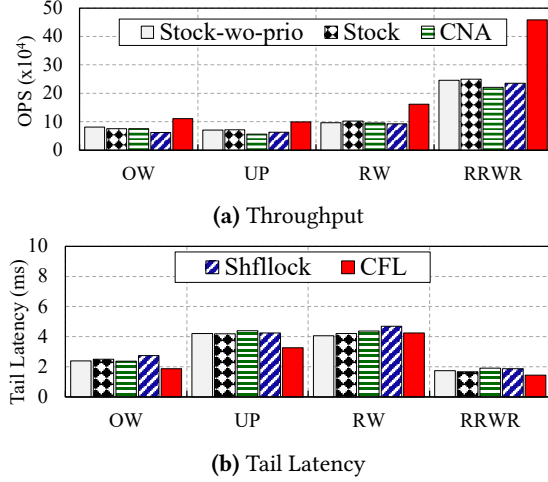 50
40
30
20
10
0
OPS (x10⁴)
Stock-wo-prio Stock CNA
OW UP RW RRWR
(a) Throughput
10
8
6
4
2
0
Tail Latency (ms)
Shfllock CFL
OW UP RW RRWR
(b) Tail Latency